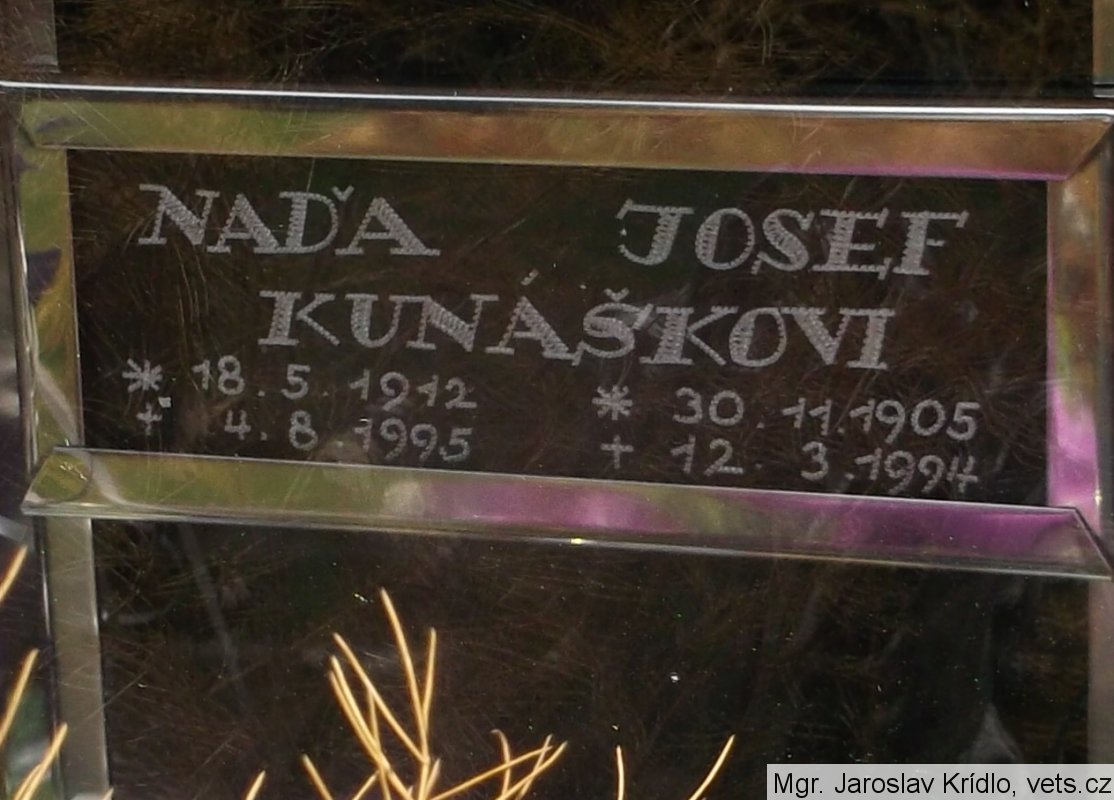 NAĎA JOSEF
KUNÁŠKOVI
* 18. 5. 1912 * 30. 11. 1905
+ 4. 8. 1995 + 12. 3. 1994
Mgr. Jaroslav Krídlo, vets.cz